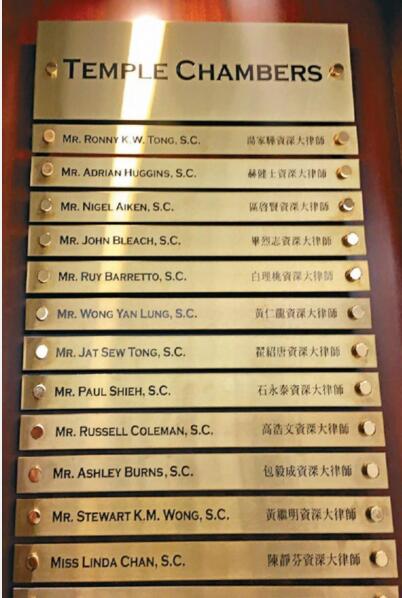 TEMPLE CHAMBERS
MR. RONNY K.W. TONG, S.C. 湯家驊資深大律師
MR. ADRIAN HUGGINS, S.C. 赫健士資深大律師
MR. NIGEL AIKEN, S.C. 區啓賢資深大律師
MR. JOHN BLEACH, S.C. 畢烈志資深大律師
MR. RUY BARRETTO, S.C. 白理桃資深大律師
MR. WONG YAN LUNG, S.C. 黃仁龍資深大律師
MR. JAT SEW TONG, S.C. 翟紹唐資深大律師
MR. PAUL SHIEH, S.C. 石永泰資深大律師
MR. RUSSELL COLEMAN, S.C. 高浩文資深大律師
MR. ASHLEY BURNS, S.C. 包毅成資深大律師
MR. STEWART K.M. WONG, S.C. 黃繼明資深大律師
MISS LINDA CHAN, S.C. 陳靜芬資深大律師